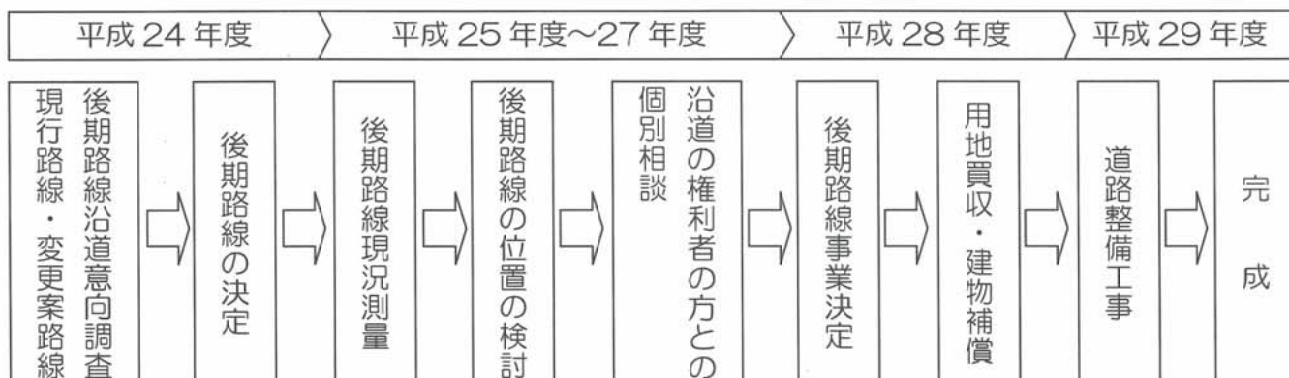 平成24年度
平成25年度～27年度
平成28年度
平成29年度
後期路線沿道意向調査
現行路線・変更案路線
後期路線の決定
後期路線現況測量
後期路線の位置の検討
沿道の権利者の方との
個別相談
後期路線事業決定
用地買収・建物補償
道路整備工事
完成